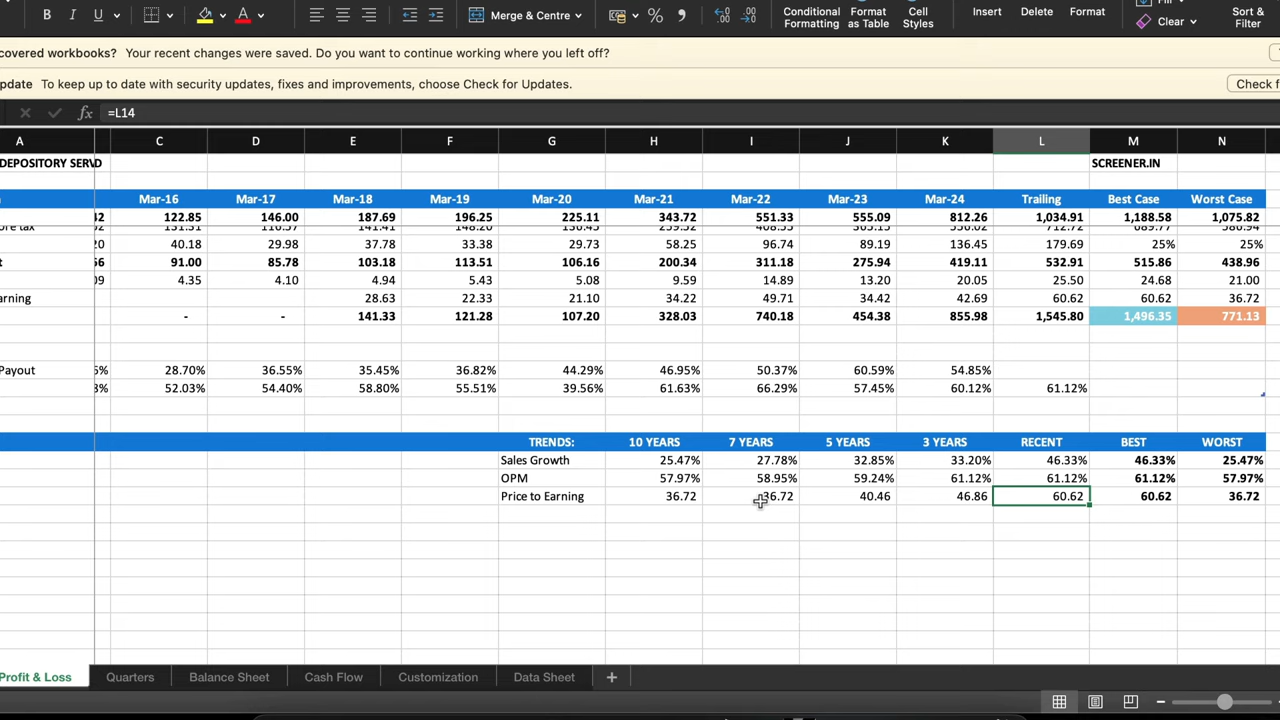 B I U A Merge & Centre % Conditional Formatting Format as Table Cell Styles Insert Delete Format Clear Sort & Filter
covered workbooks? Your recent changes were saved. Do you want to continue working where you left off?
pdate To keep up to date with security updates, fixes and improvements, choose Check for Updates. Check f
fx =L14
A C D E F G H I J K L M N
DEPOSITORY SERV SCREENER.IN
Mar-16 Mar-17 Mar-18 Mar-19 Mar-20 Mar-21 Mar-22 Mar-23 Mar-24 Trailing Best Case Worst Case
42 122.85 146.00 187.69 196.25 225.11 343.72 551.33 555.09 812.26 1,034.91 1,188.58 1,075.82
ore tax
20 40.18 29.98 37.78 33.38 29.73 58.25 96.74 89.19 136.45 179.69 25% 25%
t 56 91.00 85.78 103.18 113.51 106.16 200.34 311.18 275.94 419.11 532.91 515.86 438.96
09 4.35 4.10 4.94 5.43 5.08 9.59 14.89 13.20 20.05 25.50 24.68 21.00
rning 28.63 22.33 21.10 34.22 49.71 34.42 42.69 60.62 60.62 36.72
- - 141.33 121.28 107.20 328.03 740.18 454.38 855.98 1,545.80 1,496.35 771.13
Payout 5% 28.70% 36.55% 35.45% 36.82% 44.29% 46.95% 50.37% 60.59% 54.85%
3% 52.03% 54.40% 58.80% 55.51% 39.56% 61.63% 66.29% 57.45% 60.12% 61.12%
TRENDS: 10 YEARS 7 YEARS 5 YEARS 3 YEARS RECENT BEST WORST
Sales Growth 25.47% 27.78% 32.85% 33.20% 46.33% 46.33% 25.47%
OPM 57.97% 58.95% 59.24% 61.12% 61.12% 61.12% 57.97%
Price to Earning 36.72 36.72 40.46 46.86 60.62 60.62 36.72
Profit & Loss Quarters Balance Sheet Cash Flow Customization Data Sheet +